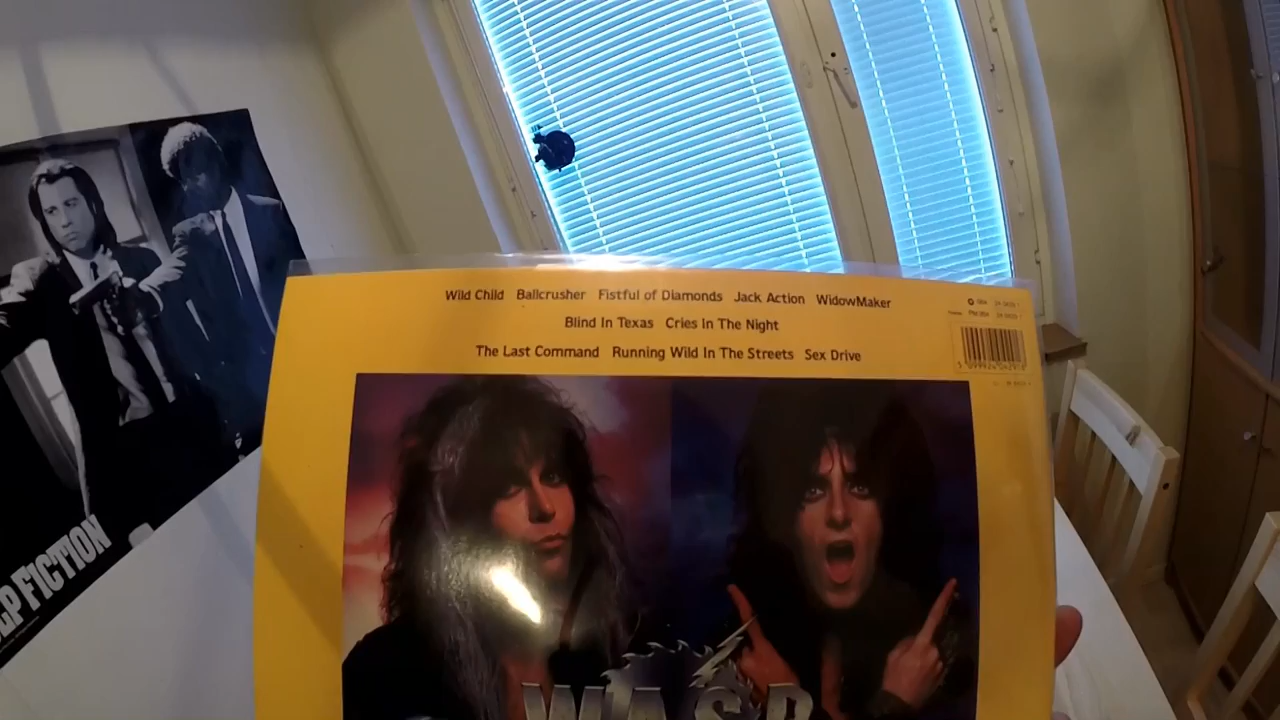 Wild Child Ballcrusher Fistful of Diamonds Jack Action WidowMaker
Blind In Texas Cries In The Night
The Last Command Running Wild In The Streets Sex Drive
W.A.S.P
LP FICTION